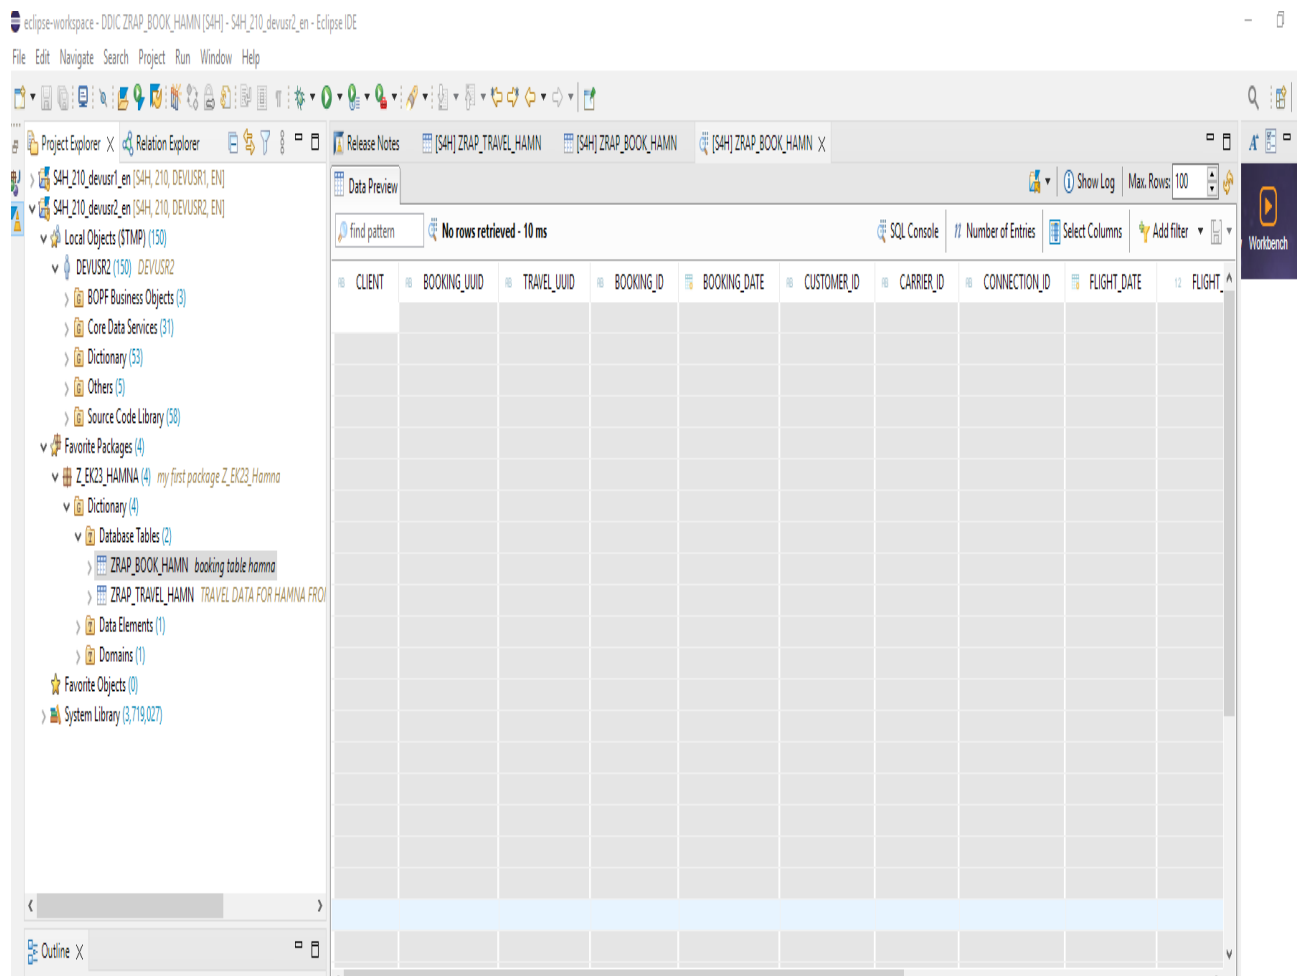 eclipse-workspace - DDIC ZRAP_BOOK_HAMN [S4H] - S4H_210_devusr2_en - Eclipse IDE
File Edit Navigate Search Project Run Window Help
Project Explorer Relation Explorer
S4H_210_devusr1_en [S4H, 210, DEVUSR1, EN]
S4H_210_devusr2_en [S4H, 210, DEVUSR2, EN]
Local Objects ($TMP) (150)
DEVUSR2 (150) DEVUSR2
BOPF Business Objects (3)
Core Data Services (31)
Dictionary (53)
Others (5)
Source Code Library (58)
Favorite Packages (4)
Z_EK23_HAMNA (4) my first package Z_EK23_Hamna
Dictionary (4)
Database Tables (2)
ZRAP_BOOK_HAMN booking table hamna
ZRAP_TRAVEL_HAMN TRAVEL DATA FOR HAMNA FROI
Data Elements (1)
Domains (1)
Favorite Objects (0)
System Library (3,719,027)
Outline
Release Notes [S4H] ZRAP_TRAVEL_HAMN [S4H] ZRAP_BOOK_HAMN [S4H] ZRAP_BOOK_HAMN
Data Preview Show Log Max. Rows: 100
find pattern No rows retrieved - 10 ms SQL Console Number of Entries Select Columns Add filter
CLIENT BOOKING_UUID TRAVEL_UUID BOOKING_ID BOOKING_DATE CUSTOMER_ID CARRIER_ID CONNECTION_ID FLIGHT_DATE 12 FLIGHT_
Workbench